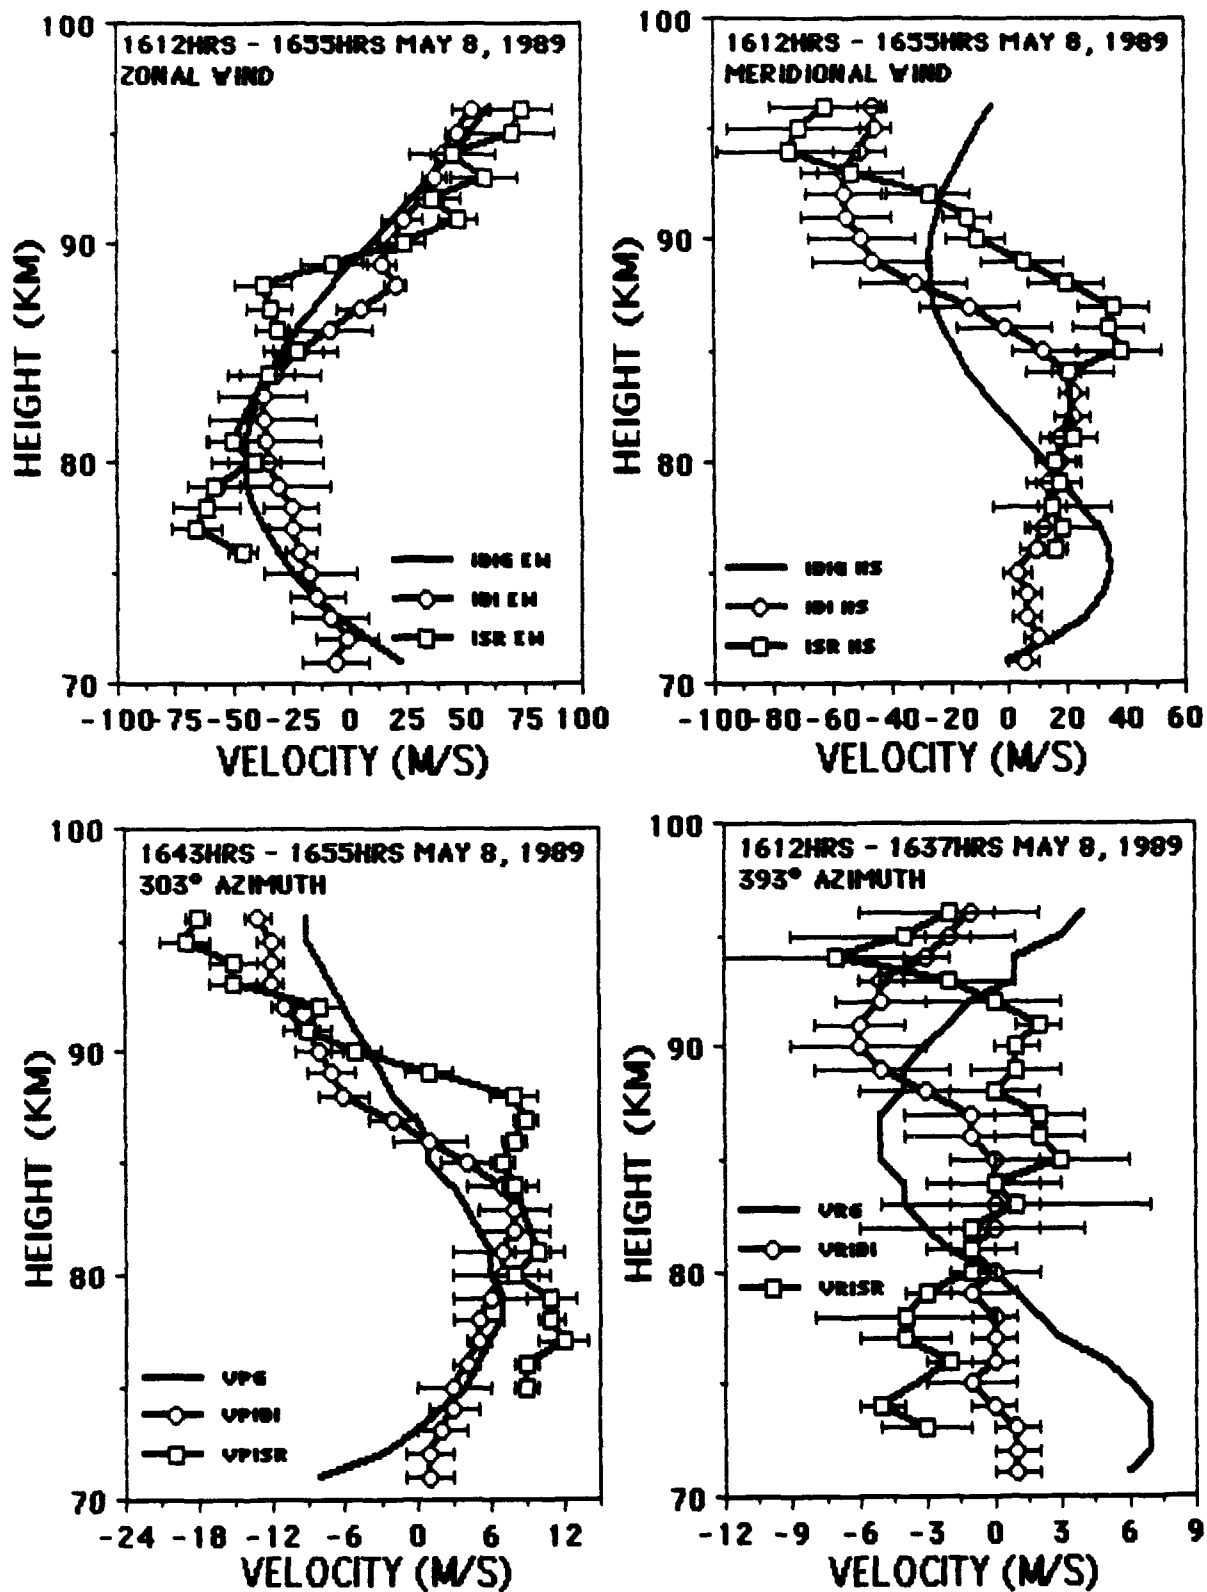 100
1612HRS - 1655HRS MAY 8, 1989
ZONAL WIND
90
80
70
HEIGHT (KM)
IDIG EW
IDI EW
ISR EW
-100 -75 -50 -25 0 25 50 75 100
VELOCITY (M/S)
100
1612HRS - 1655HRS MAY 8, 1989
MERIDIONAL WIND
90
80
70
HEIGHT (KM)
IDIG NS
IDI NS
ISR NS
-100 -80 -60 -40 -20 0 20 40 60
VELOCITY (M/S)
100
1643HRS - 1655HRS MAY 8, 1989
303° AZIMUTH
90
80
70
HEIGHT (KM)
VPG
VPIDI
VPISR
-24 -18 -12 -6 0 6 12
VELOCITY (M/S)
100
1612HRS - 1637HRS MAY 8, 1989
393° AZIMUTH
90
80
70
HEIGHT (KM)
VRG
VRIDI
VRISR
-12 -9 -6 -3 0 3 6 9
VELOCITY (M/S)